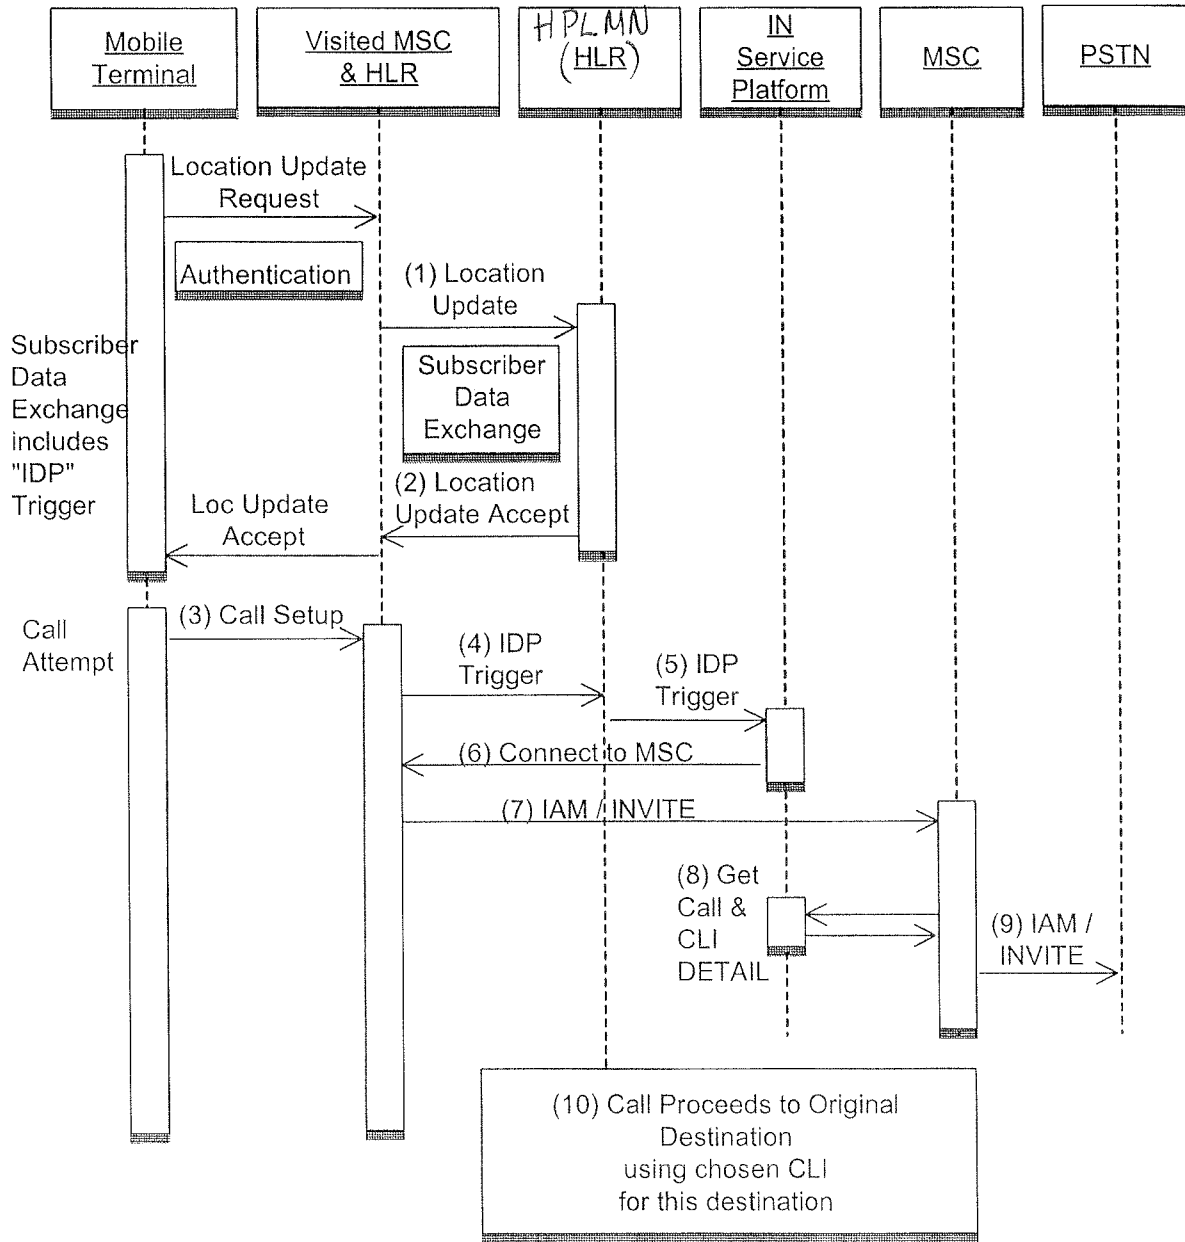 Mobile
Terminal
Visited MSC
& HLR
HPLMN
(HLR)
IN
Service
Platform
MSC
PSTN
Location Update
Request
Authentication
(1) Location
Update
Subscriber
Data
Exchange
includes
"IDP"
Trigger
Subscriber
Data
Exchange
(2) Location
Update Accept
Loc Update
Accept
Call
Attempt
(3) Call Setup
(4) IDP
Trigger
(5) IDP
Trigger
(6) Connect to MSC
(7) IAM / INVITE
(8) Get
Call &
CLI
DETAIL
(9) IAM /
INVITE
(10) Call Proceeds to Original
Destination
using chosen CLI
for this destination